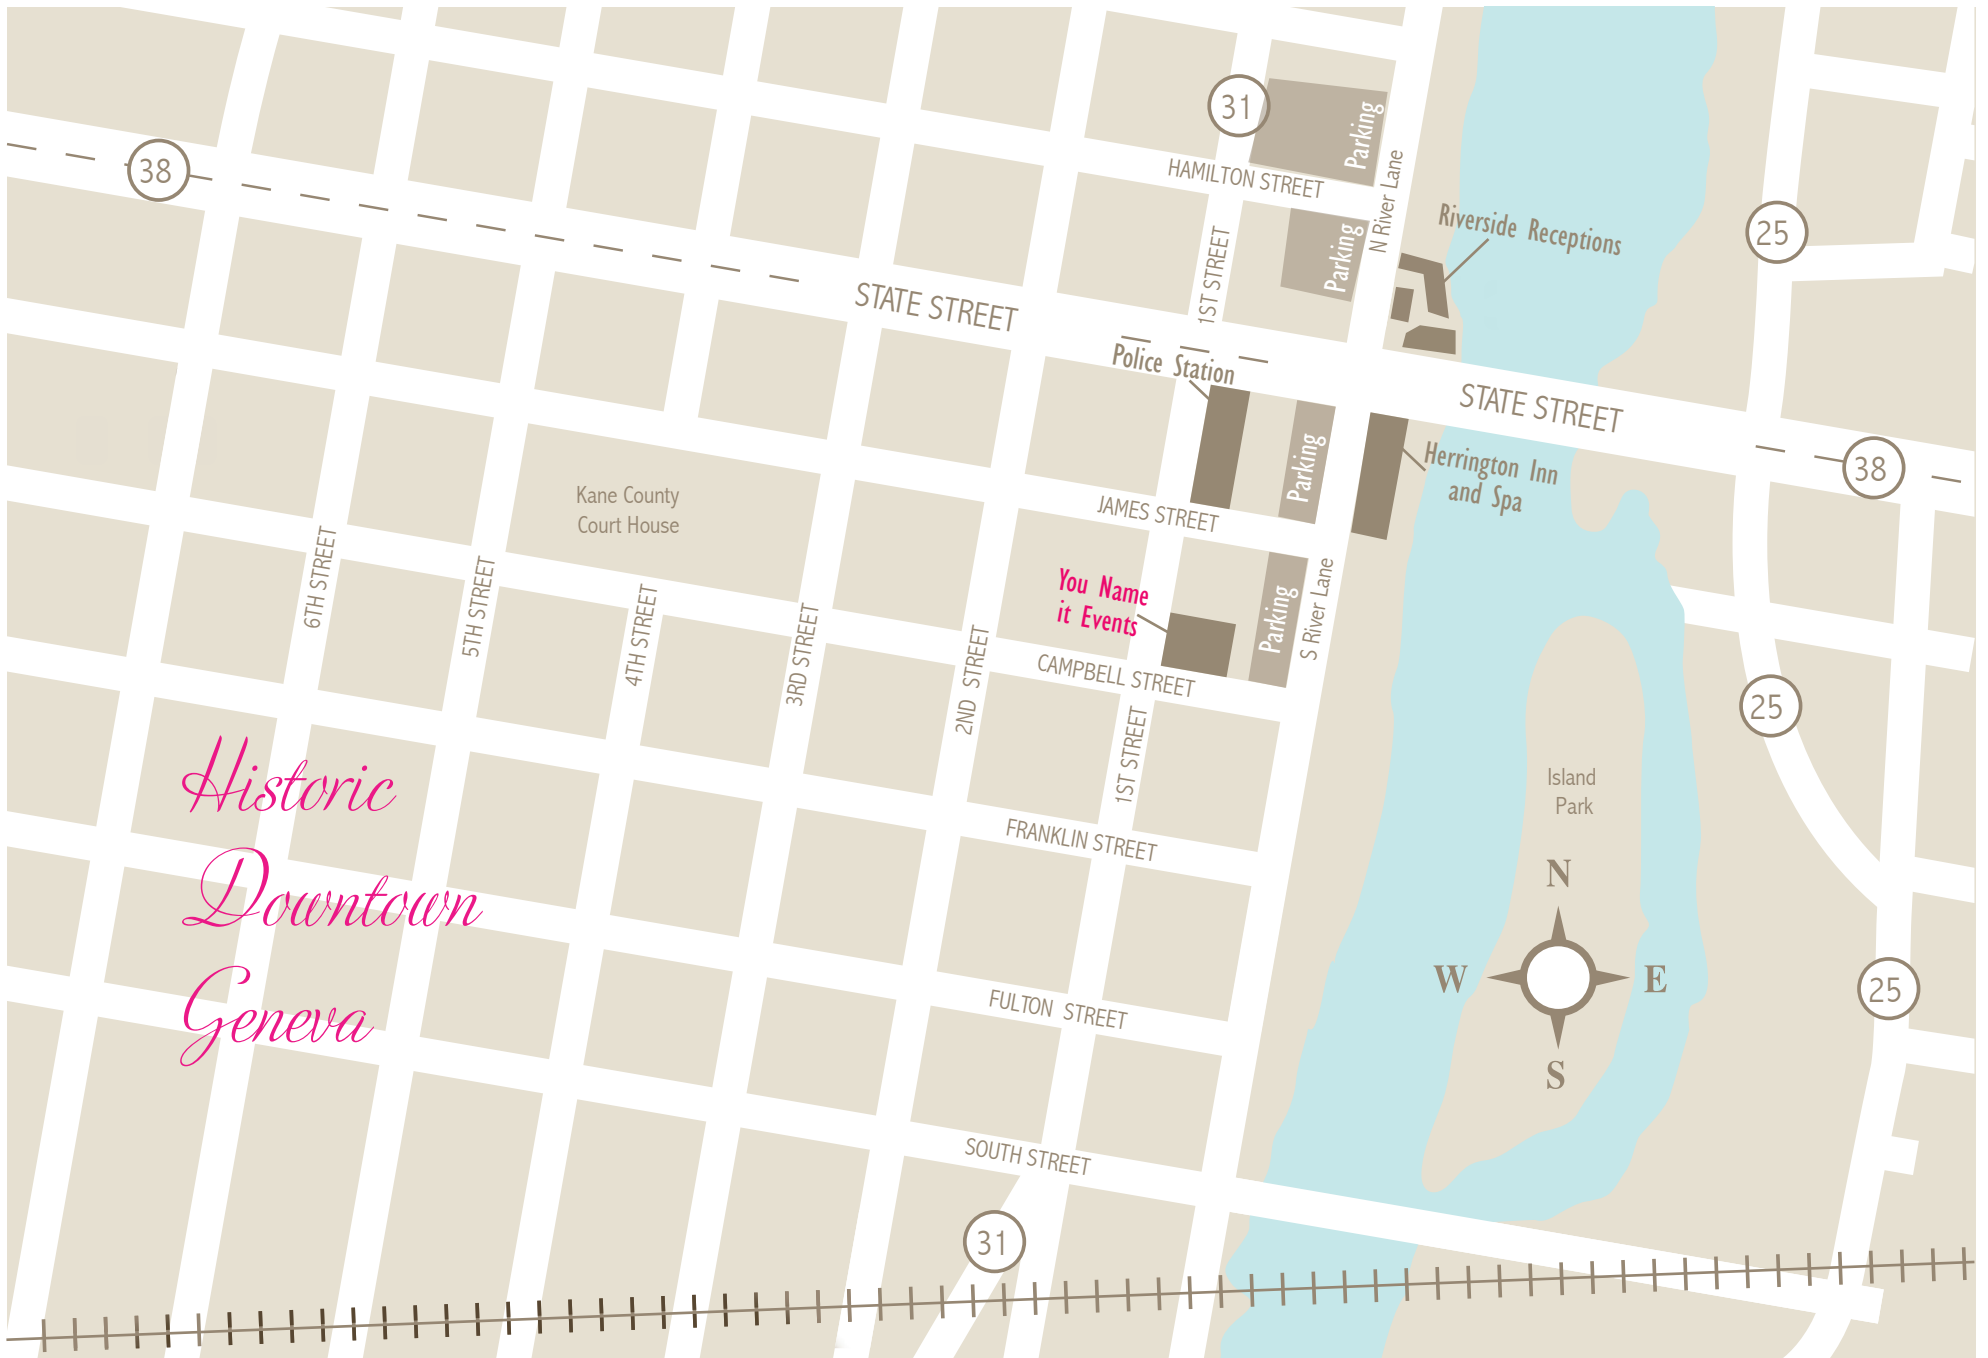 31
Parking
HAMILTON STREET
N River Lane
38
Riverside Receptions
25
1ST STREET
Parking
STATE STREET
Police Station
STATE STREET
38
Herrington Inn
and Spa
Parking
Kane County
Court House
JAMES STREET
6TH STREET
5TH STREET
4TH STREET
3RD STREET
2ND STREET
You Name
it Events
Parking
S River Lane
CAMPBELL STREET
25
1ST STREET
Historic
Downtown
Geneva
Island
Park
FRANKLIN STREET
N
W
E
S
25
FULTON STREET
SOUTH STREET
31